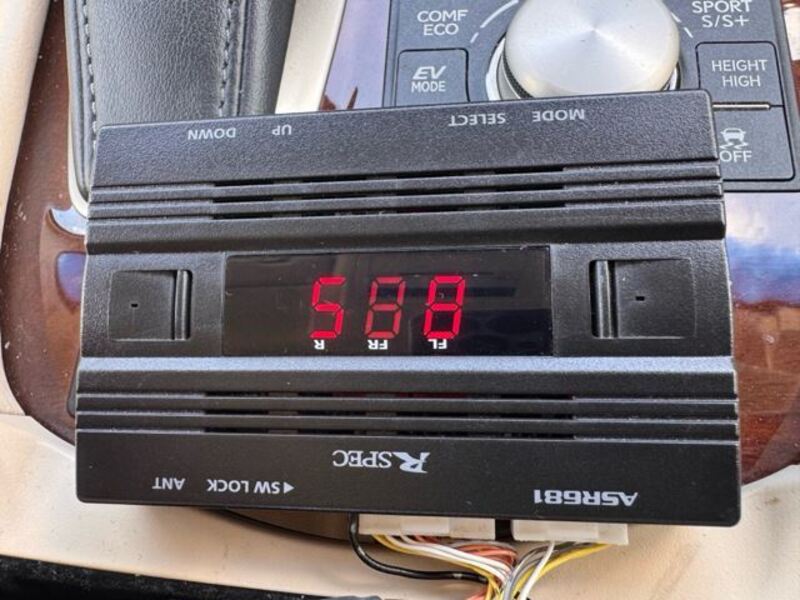 COMF
ECO
SPORT
S/S+
EV
MODE
HEIGHT
HIGH
OFF
ASR681
◀SW LOCK ANT
R SPEC
FL FR R
885
MODE SELECT UP DOWN